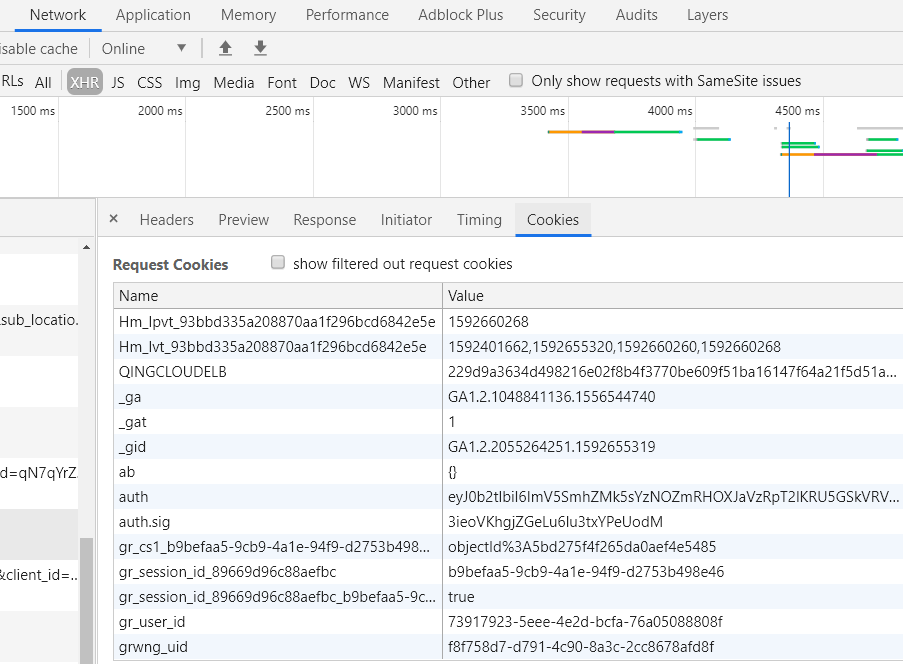 Network Application Memory Performance Adblock Plus Security Audits Layers
isable cache Online
RLs All XHR JS CSS Img Media Font Doc WS Manifest Other Only show requests with SameSite issues
1500 ms 2000 ms 2500 ms 3000 ms 3500 ms 4000 ms 4500 ms
× Headers Preview Response Initiator Timing Cookies
Request Cookies show filtered out request cookies
Name Value
sub_locatio. Hm_lpvt_93bbd335a208870aa1f296bcd6842e5e 1592660268
Hm_lvt_93bbd335a208870aa1f296bcd6842e5e 1592401662,1592655320,1592660260,1592660268
QINGCLOUDELB 229d9a3634d498216e02f8b4f3770be609f51ba16147f64a21f5d51a...
_ga GA1.2.1048841136.1556544740
_gat 1
_gid GA1.2.2055264251.1592655319
d=qN7qYrZ. ab {}
auth eyJ0b2tlbiI6ImV5SmhZMk5sYzNOZmRHOXJaVzRpT2lKRU5GSkVRV...
auth.sig 3ieoVKhgjZGeLu6Iu3txYPeUodM
gr_cs1_b9befaa5-9cb9-4a1e-94f9-d2753b498... objectId%3A5bd275f4f265da0aef4e5485
&client_id=... gr_session_id_89669d96c88aefbc b9befaa5-9cb9-4a1e-94f9-d2753b498e46
gr_session_id_89669d96c88aefbc_b9befaa5-9c... true
gr_user_id 73917923-5eee-4e2d-bcfa-76a05088808f
grwng_uid f8f758d7-d791-4c90-8a3c-2cc8678afd8f